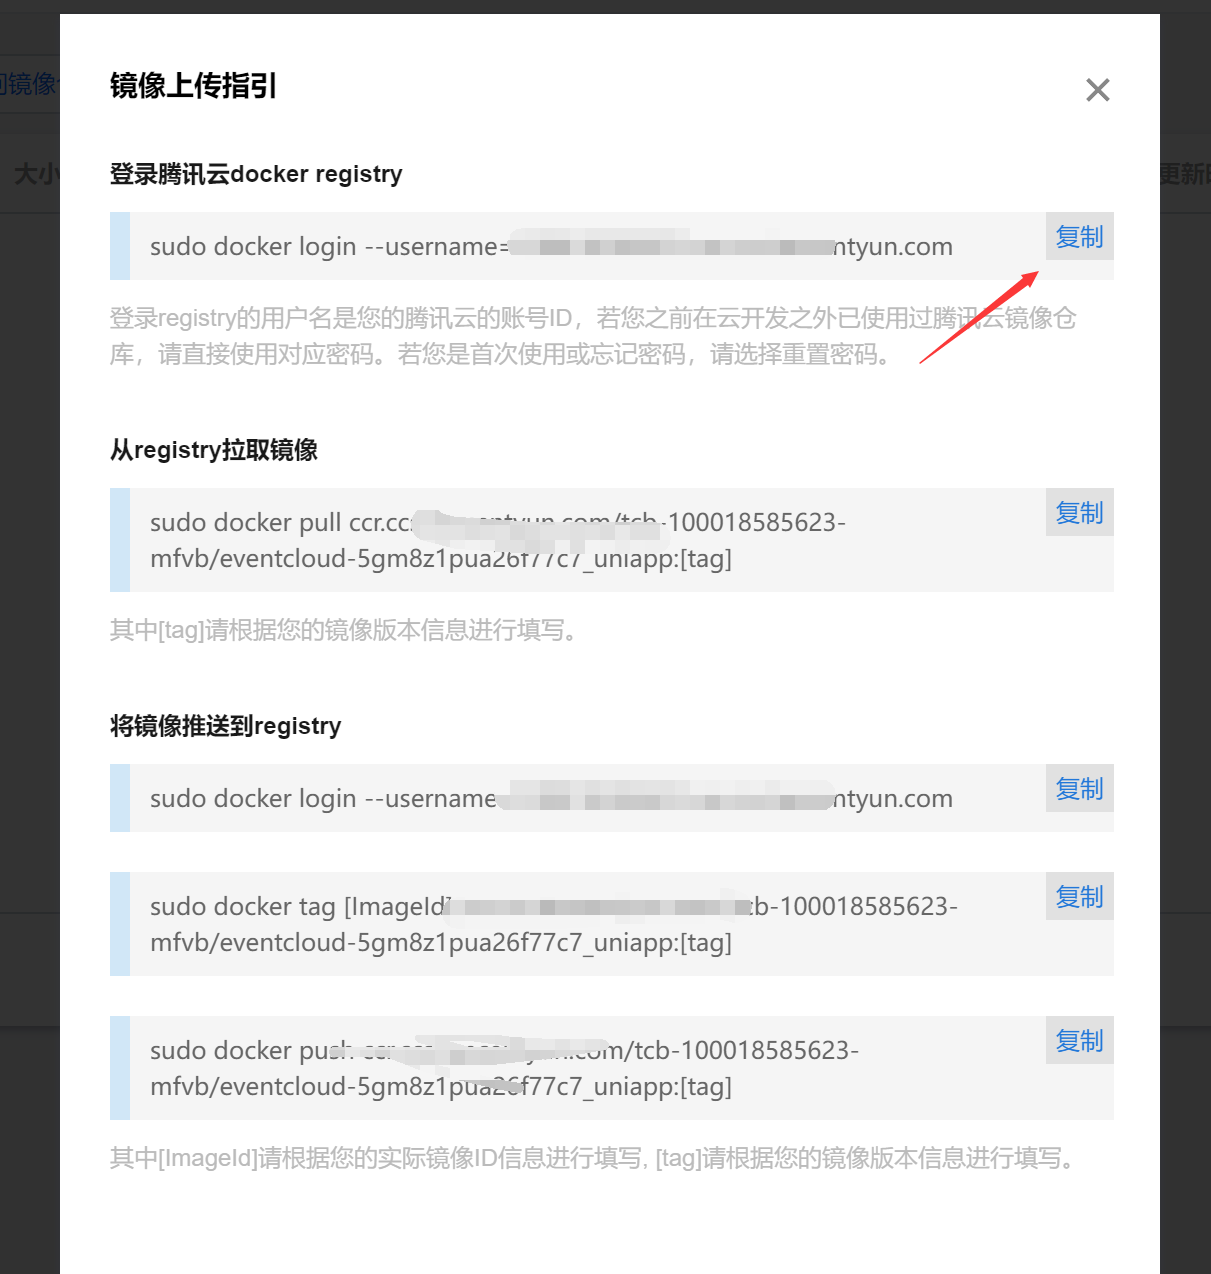 问镜像
镜像上传指引
大小
更新
登录腾讯云docker registry
sudo docker login --username= ntyun.com
复制
登录registry的用户名是您的腾讯云的账号ID，若您之前在云开发之外已使用过腾讯云镜像仓
库，请直接使用对应密码。若您是首次使用或忘记密码，请选择重置密码。
从registry拉取镜像
sudo docker pull ccr.cc tyun.com/tcb-100018585623-
复制
mfvb/eventcloud-5gm8z1pua26f77c7_uniapp:[tag]
其中[tag]请根据您的镜像版本信息进行填写。
将镜像推送到registry
sudo docker login --username ntyun.com
复制
sudo docker tag [ImageId] cb-100018585623-
复制
mfvb/eventcloud-5gm8z1pua26f77c7_uniapp:[tag]
sudo docker push com/tcb-100018585623-
复制
mfvb/eventcloud-5gm8z1pua26f77c7_uniapp:[tag]
其中[ImageId]请根据您的实际镜像ID信息进行填写, [tag]请根据您的镜像版本信息进行填写。